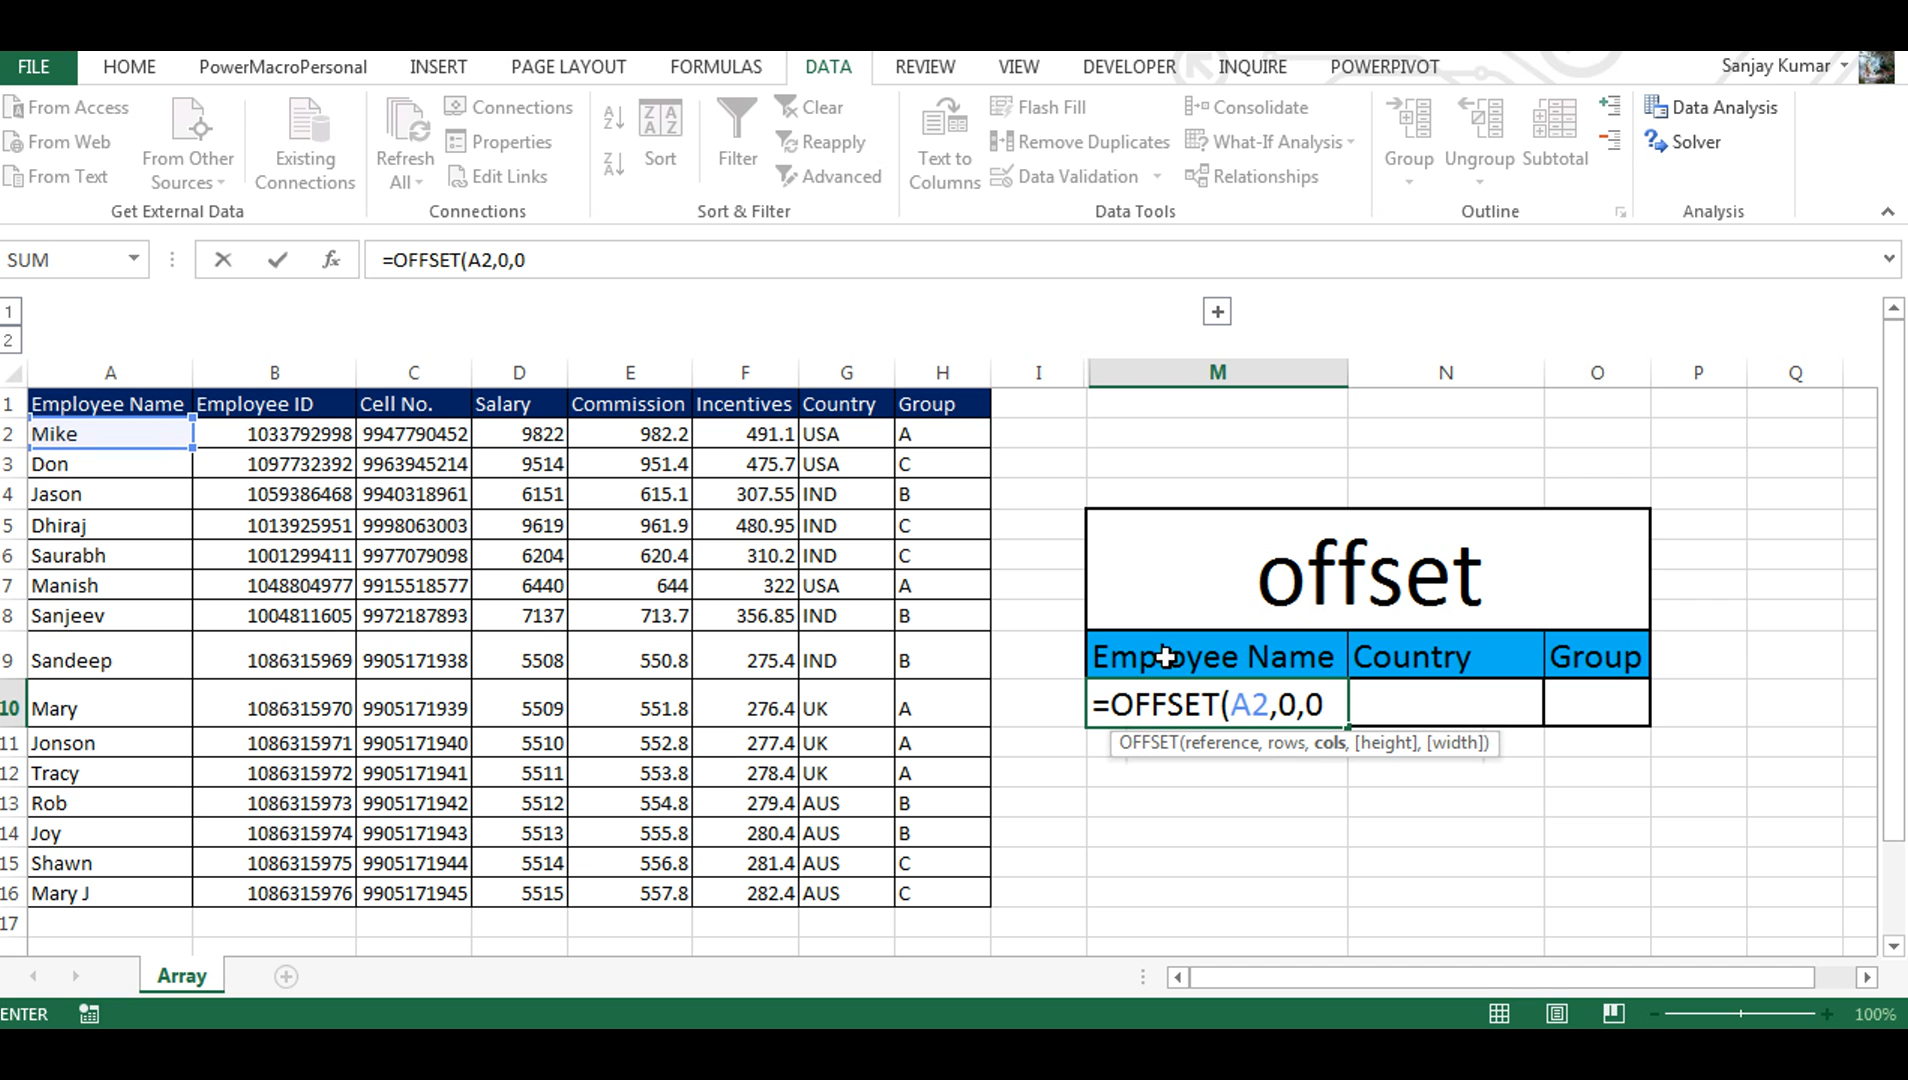 FILE HOME PowerMacroPersonal INSERT PAGE LAYOUT FORMULAS DATA REVIEW VIEW DEVELOPER INQUIRE POWERPIVOT Sanjay Kumar
From Access
From Web
From Text
From Other Sources
Existing Connections
Get External Data
Refresh All
Connections
Properties
Edit Links
Connections
Sort
Filter
Clear
Reapply
Advanced
Sort & Filter
Text to Columns
Flash Fill
Remove Duplicates
Data Validation
Consolidate
What-If Analysis
Relationships
Data Tools
Group
Ungroup
Subtotal
Outline
Data Analysis
Solver
Analysis
SUM fx =OFFSET(A2,0,0
1
2
A B C D E F G H I M N O P Q
1 Employee Name Employee ID Cell No. Salary Commission Incentives Country Group
2 Mike 1033792998 9947790452 9822 982.2 491.1 USA A
3 Don 1097732392 9963945214 9514 951.4 475.7 USA C
4 Jason 1059386468 9940318961 6151 615.1 307.55 IND B
5 Dhiraj 1013925951 9998063003 9619 961.9 480.95 IND C
6 Saurabh 1001299411 9977079098 6204 620.4 310.2 IND C
7 Manish 1048804977 9915518577 6440 644 322 USA A
8 Sanjeev 1004811605 9972187893 7137 713.7 356.85 IND B
9 Sandeep 1086315969 9905171938 5508 550.8 275.4 IND B
10 Mary 1086315970 9905171939 5509 551.8 276.4 UK A
11 Jonson 1086315971 9905171940 5510 552.8 277.4 UK A
12 Tracy 1086315972 9905171941 5511 553.8 278.4 UK A
13 Rob 1086315973 9905171942 5512 554.8 279.4 AUS B
14 Joy 1086315974 9905171943 5513 555.8 280.4 AUS B
15 Shawn 1086315975 9905171944 5514 556.8 281.4 AUS C
16 Mary J 1086315976 9905171945 5515 557.8 282.4 AUS C
17
offset
Employee Name Country Group
=OFFSET(A2,0,0
OFFSET(reference, rows, cols, [height], [width])
Array
ENTER 100%